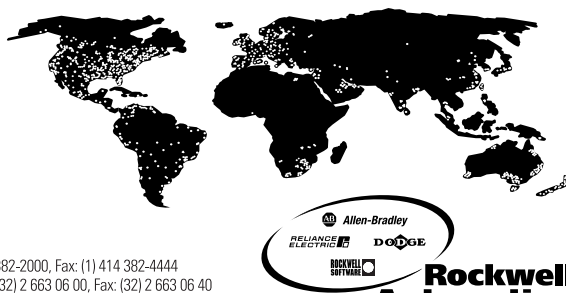 AB Allen-Bradley
RELIANCE ELECTRIC
DODGE
ROCKWELL SOFTWARE
Rockwell
382-2000, Fax: (1) 414 382-4444
32) 2 663 06 00, Fax: (32) 2 663 06 40